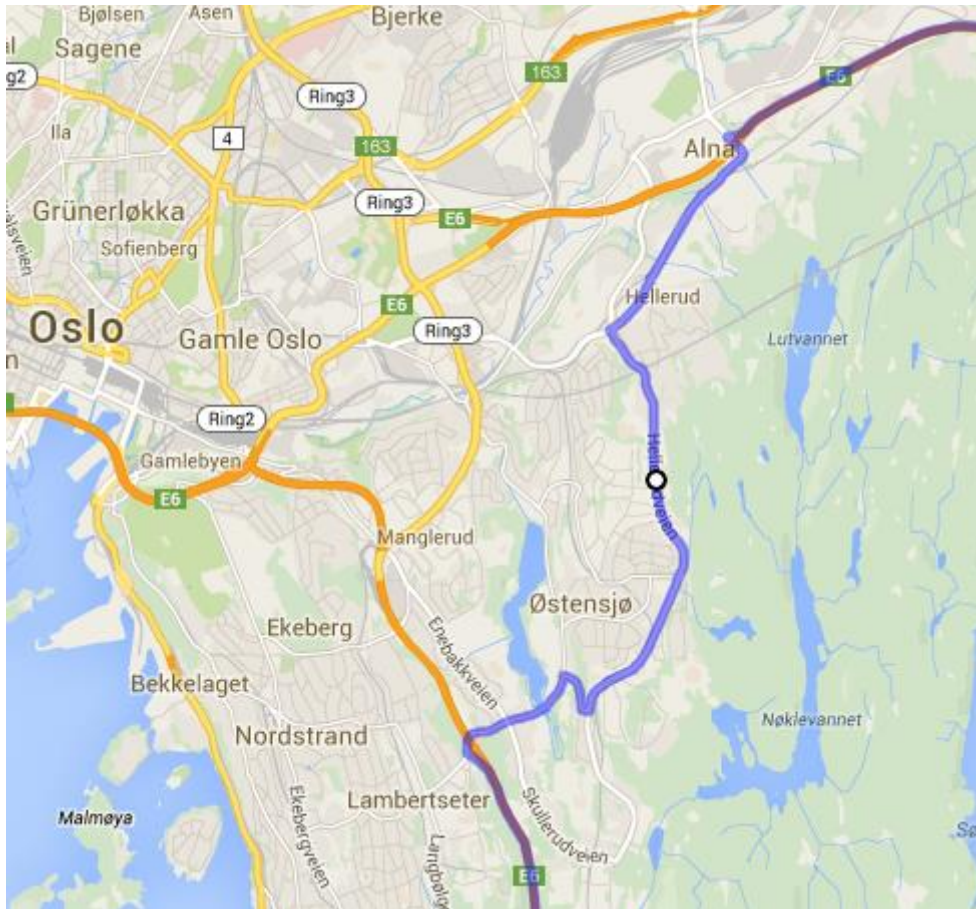 Bjølsen
Asen
Bjerke
Sagene
163
E6
Ring3
Ila
4
163
Alna
Grünerløkka
Ring3
E6
Sofienberg
E6
Hellerud
Oslo
Gamle Oslo
Ring3
Lutvannet
Ring2
Gamlebyen
E6
Manglerud
Østensjø
Ekeberg
Enebakkveien
Bekkelaget
Nordstrand
Nøklevannet
Lambertseter
Malmøya
Ekebergveien
Skullerudveien
E6